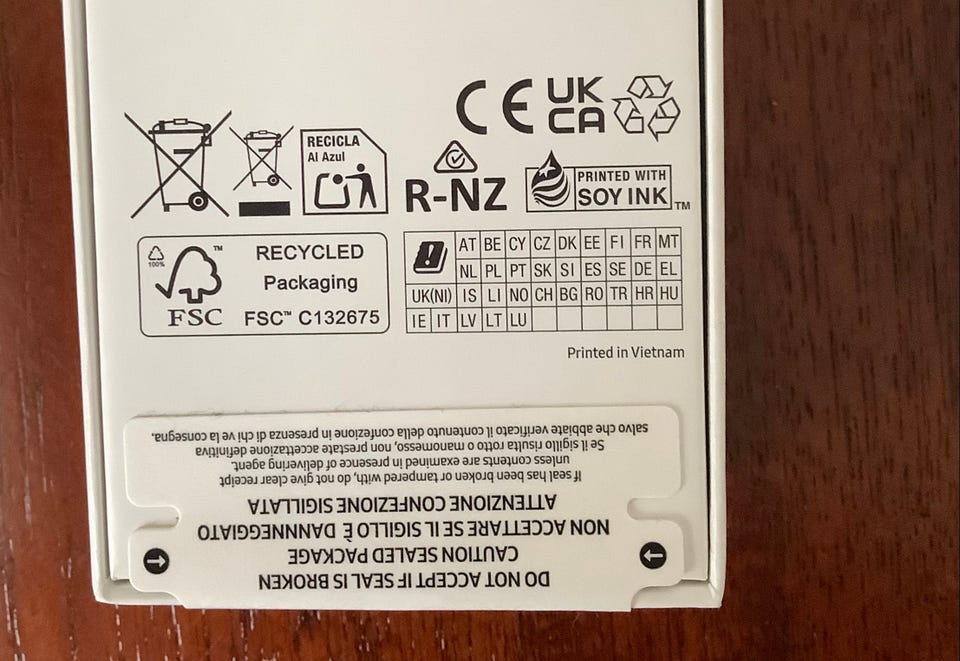 CE UK
CA
RECICLA
Al Azul
R-NZ
PRINTED WITH
SOY INK™
100%
™
FSC
RECYCLED
Packaging
FSC™ C132675
AT BE CY CZ DK EE FI FR MT
NL PL PT SK SI ES SE DE EL
UK(NI) IS LI NO CH BG RO TR HR HU
IE IT LV LT LU
Printed in Vietnam
DO NOT ACCEPT IF SEAL IS BROKEN
CAUTION SEALED PACKAGE
NON ACCETTARE SE IL SIGILLO È DANNNEGGIATO
ATTENZIONE CONFEZIONE SIGILLATA
If seal has been broken or tampered with, do not give clear receipt
unless contents are examined in presence of delivering agent.
Se il sigillo risulta rotto o manomesso, non prestate accettazione definitiva
salvo che abbiate verificato il contenuto della confezione in presenza di chi ve la consegna.